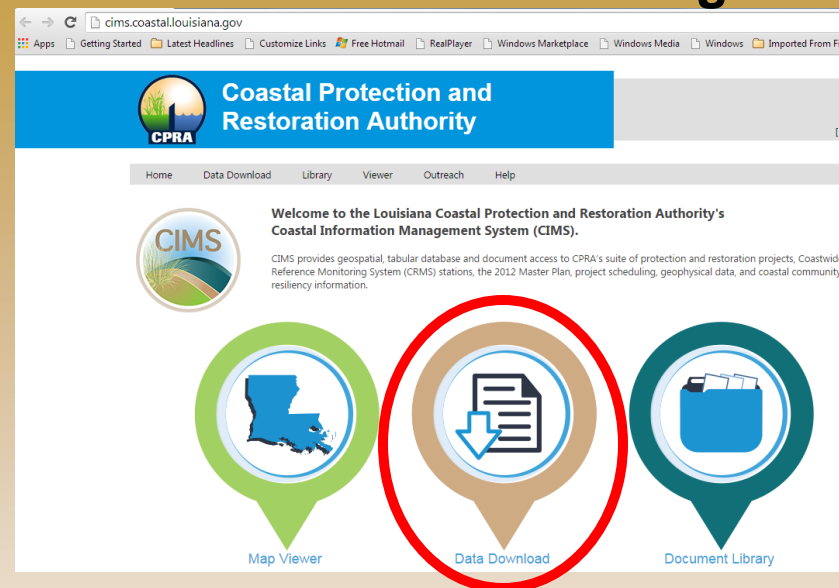 g
cims.coastal.louisiana.gov
Apps Getting Started Latest Headlines Customize Links Free Hotmail RealPlayer Windows Marketplace Windows Media Windows Imported From Fi
Coastal Protection and
Restoration Authority
CPRA
[
Home Data Download Library Viewer Outreach Help
CIMS
Welcome to the Louisiana Coastal Protection and Restoration Authority's
Coastal Information Management System (CIMS).
CIMS provides geospatial, tabular database and document access to CPRA's suite of protection and restoration projects, Coastwide
Reference Monitoring System (CRMS) stations, the 2012 Master Plan, project scheduling, geophysical data, and coastal community
resiliency information.
Map Viewer Data Download Document Library